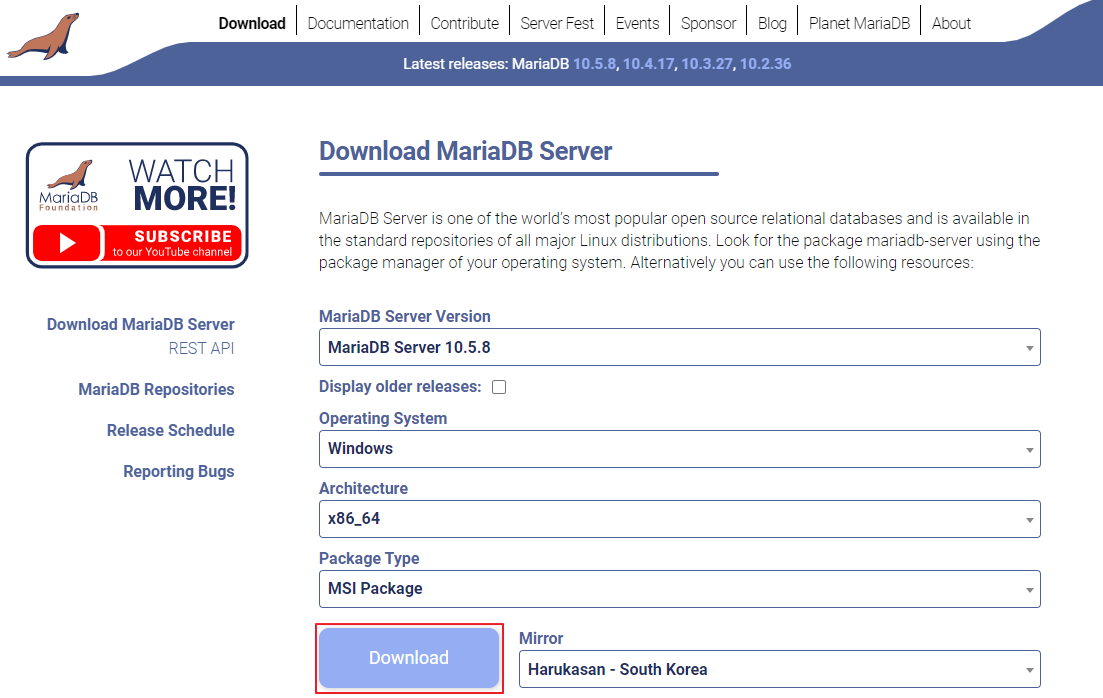 Download Documentation Contribute Server Fest Events Sponsor Blog Planet MariaDB About
Latest releases: MariaDB 10.5.8, 10.4.17, 10.3.27, 10.2.36
WATCH
MORE!
MariaDB
Foundation
SUBSCRIBE
to our YouTube channel
Download MariaDB Server
REST API
MariaDB Repositories
Release Schedule
Reporting Bugs
Download MariaDB Server
MariaDB Server is one of the world's most popular open source relational databases and is available in
the standard repositories of all major Linux distributions. Look for the package mariadb-server using the
package manager of your operating system. Alternatively you can use the following resources:
MariaDB Server Version
MariaDB Server 10.5.8
Display older releases:
Operating System
Windows
Architecture
x86_64
Package Type
MSI Package
Download
Mirror
Harukasan - South Korea